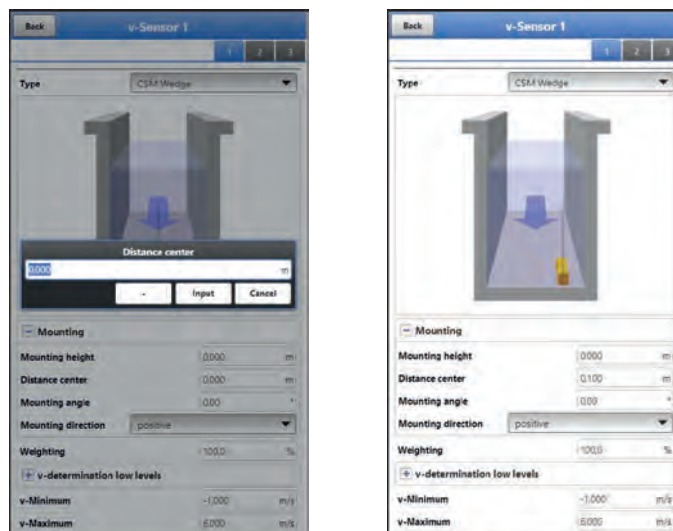 Back
v-Sensor 1
1 2 3
Type CSM Wedge
Distance center
0.000 m
- Input Cancel
- Mounting
Mounting height 0.000 m
Distance center 0.000 m
Mounting angle 0.00 °
Mounting direction positive
Weighting 100.0 %
+ v-determination low levels
v-Minimum -1.000 m/s
v-Maximum 6.000 m/s
Back
v-Sensor 1
1 2 3
Type CSM Wedge
- Mounting
Mounting height 0.000 m
Distance center 0.100 m
Mounting angle 0.00 °
Mounting direction positive
Weighting 100.0 %
+ v-determination low levels
v-Minimum -1.000 m/s
v-Maximum 6.000 m/s